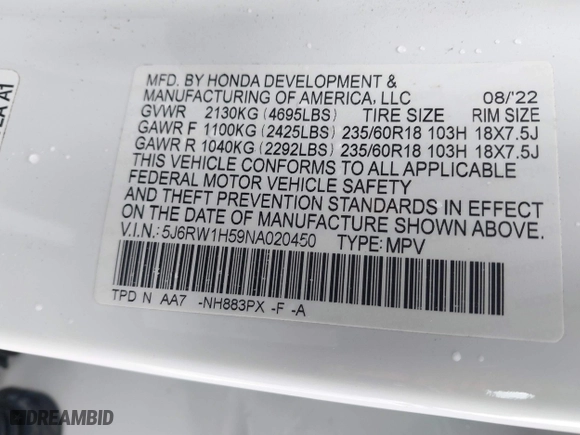 MFD. BY HONDA DEVELOPMENT &
MANUFACTURING OF AMERICA, LLC 08/'22
GVWR 2130KG (4695LBS) TIRE SIZE RIM SIZE
GAWR F 1100KG (2425LBS) 235/60R18 103H 18X7.5J
GAWR R 1040KG (2292LBS) 235/60R18 103H 18X7.5J
THIS VEHICLE CONFORMS TO ALL APPLICABLE
FEDERAL MOTOR VEHICLE SAFETY
AND THEFT PREVENTION STANDARDS IN EFFECT
ON THE DATE OF MANUFACTURE SHOWN ABOVE.
V.I.N.: 5J6RW1H59NA020450 TYPE: MPV
TPD N AA7 -NH883PX -F -A
A1
DREAMBID